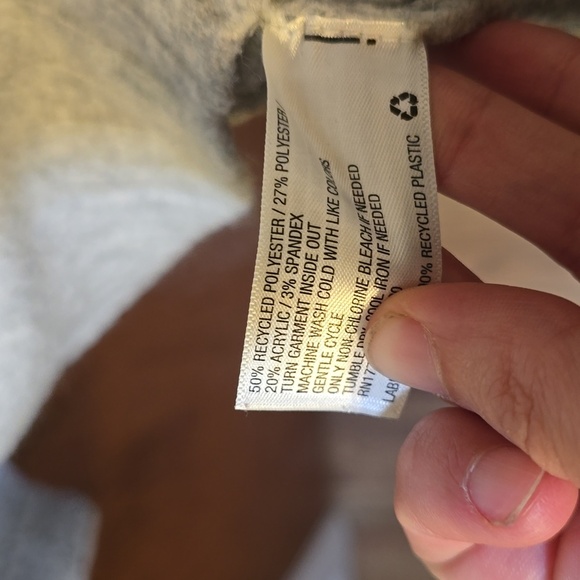 50% RECYCLED POLYESTER / 27% POLYESTER/
20% ACRYLIC / 3% SPANDEX
TURN GARMENT INSIDE OUT
MACHINE WASH COLD WITH LIKE COLORS
GENTLE CYCLE
ONLY NON-CHLORINE BLEACH IF NEEDED
TUMBLE IRON IF NEEDED
RECYCLED PLASTIC